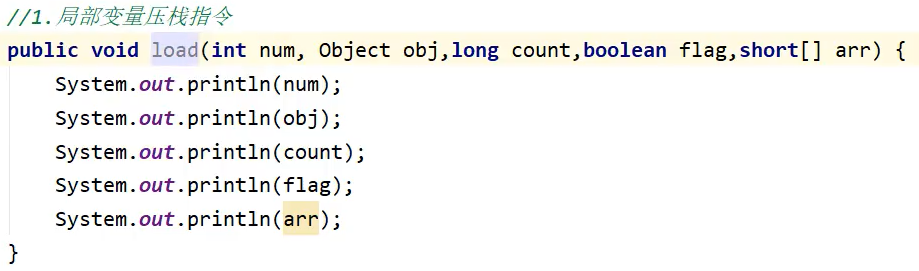 //1.局部变量压栈指令
public void load(int num, Object obj,long count,boolean flag,short[] arr) {
    System.out.println(num);
    System.out.println(obj);
    System.out.println(count);
    System.out.println(flag);
    System.out.println(arr);
}